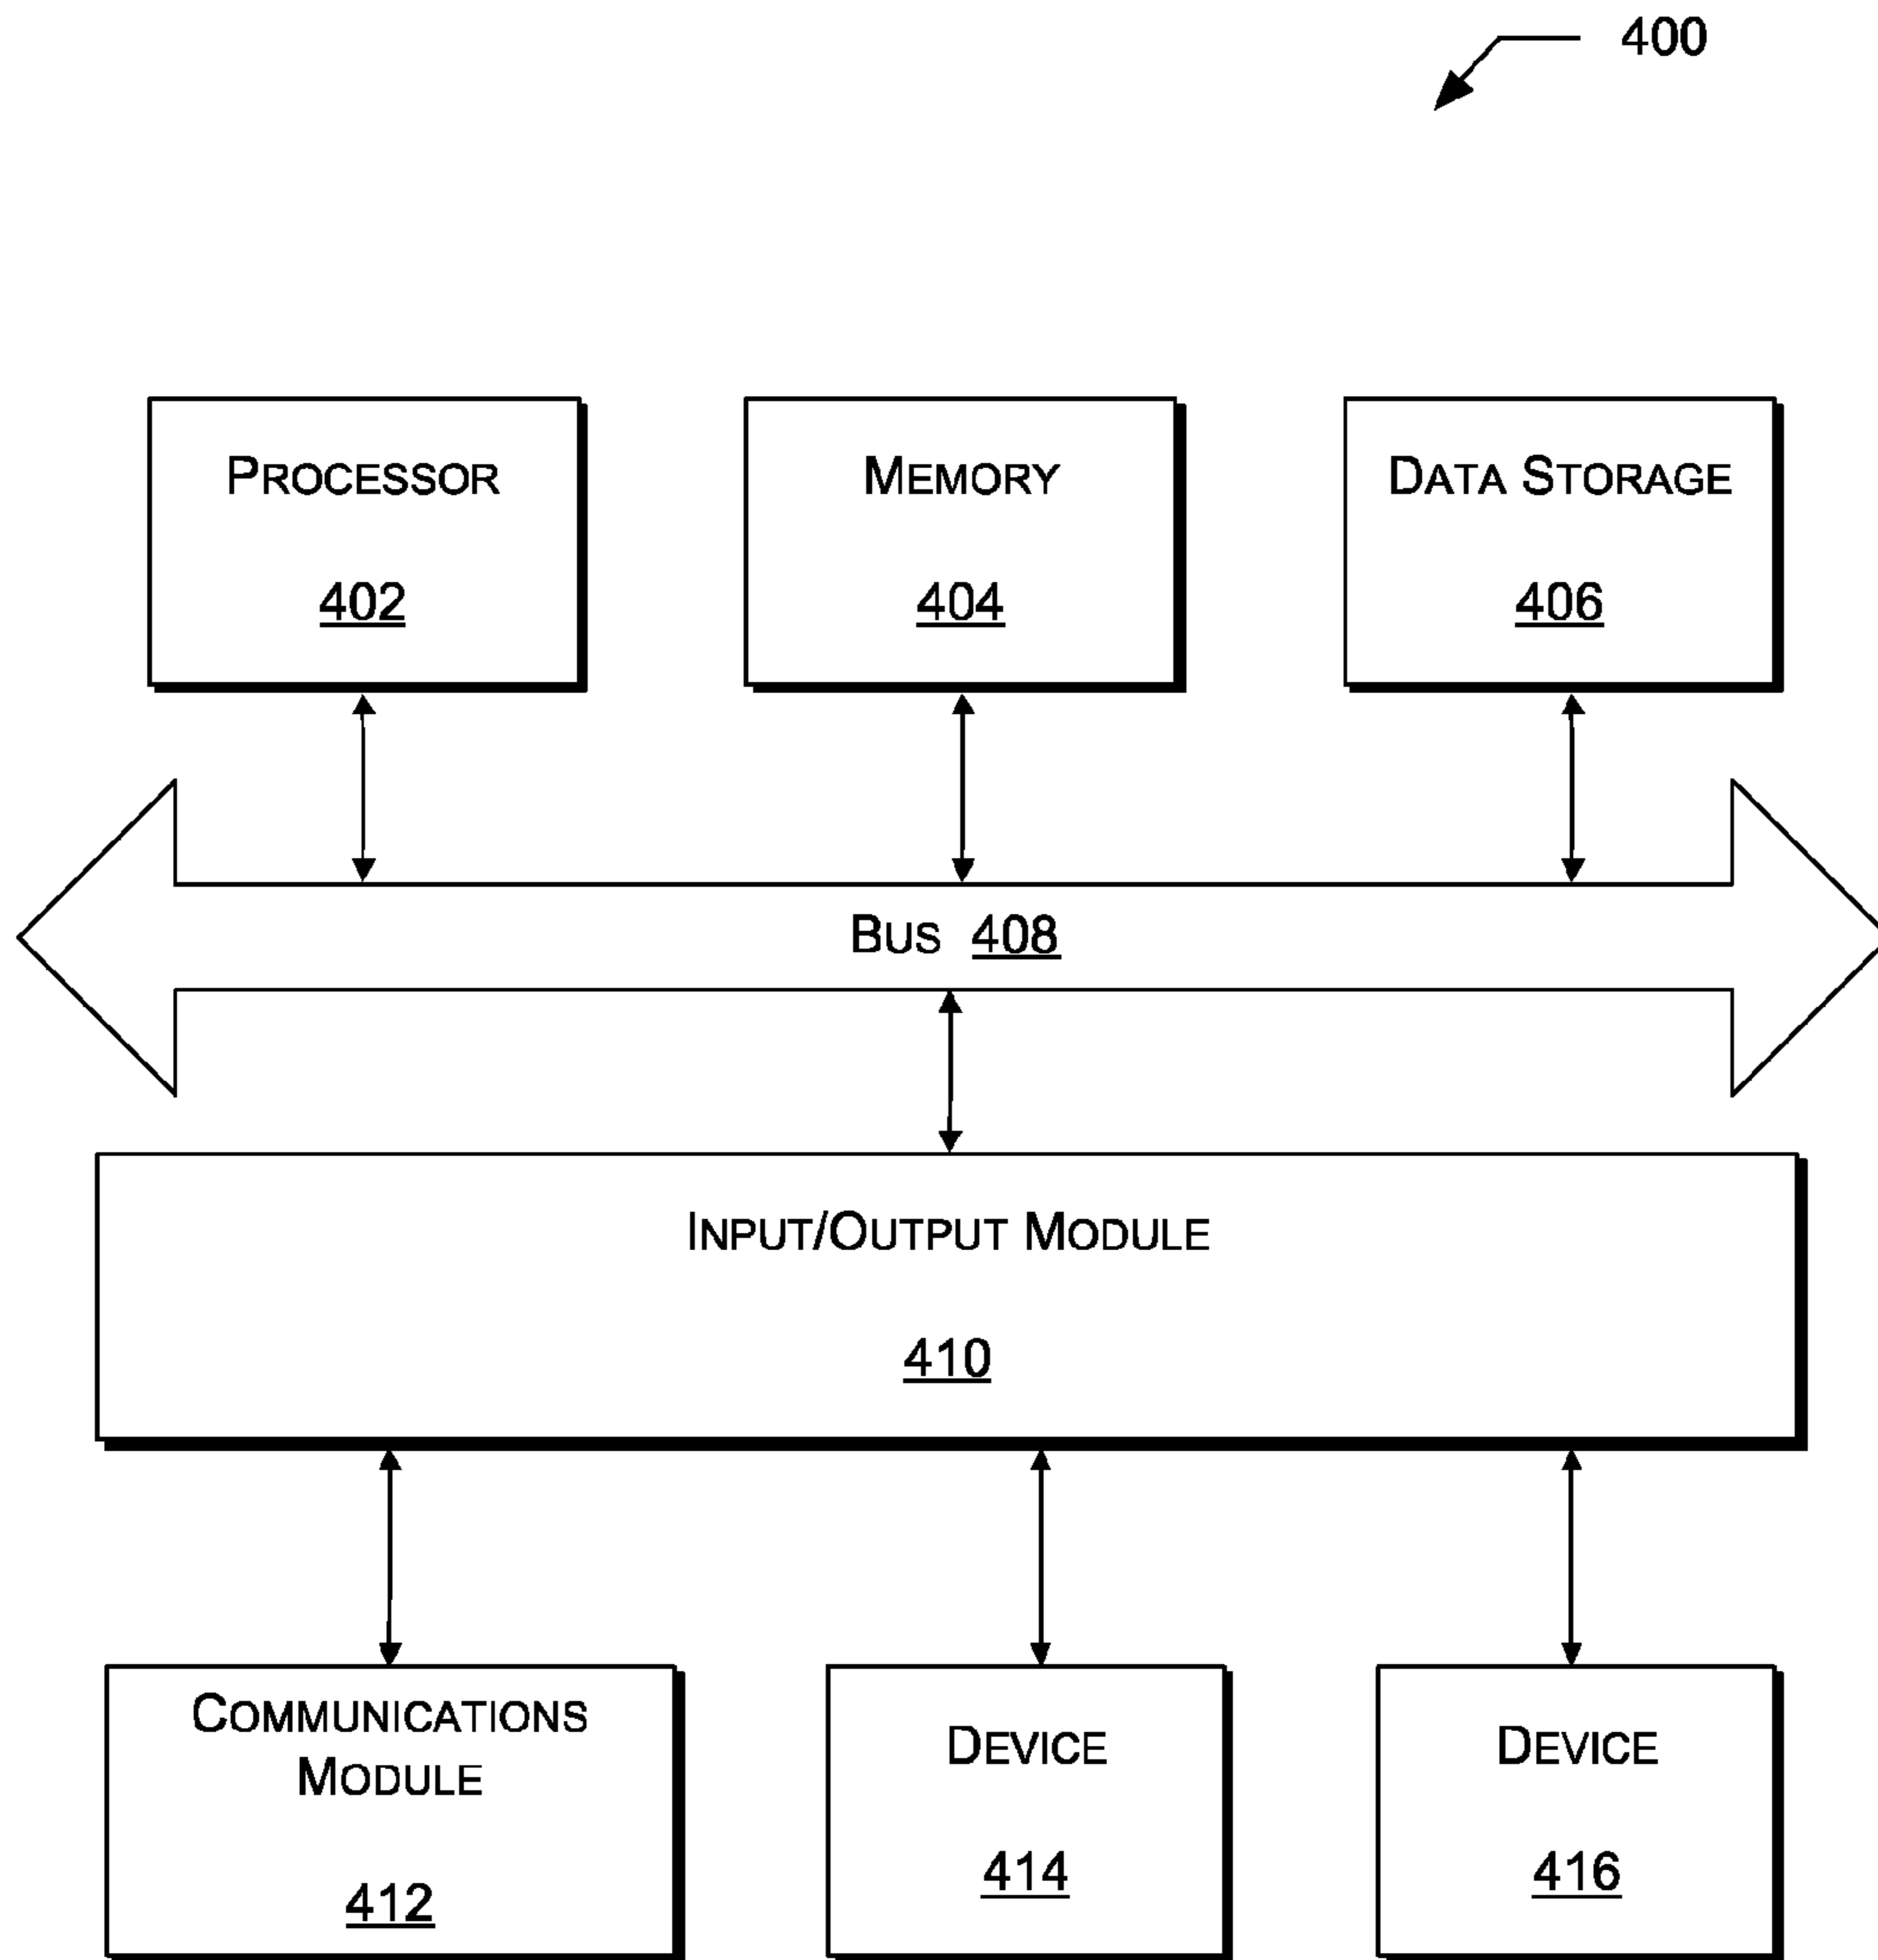 400
PROCESSOR
402
MEMORY
404
DATA STORAGE
406
BUS 408
INPUT/OUTPUT MODULE
410
COMMUNICATIONS
MODULE
412
DEVICE
414
DEVICE
416